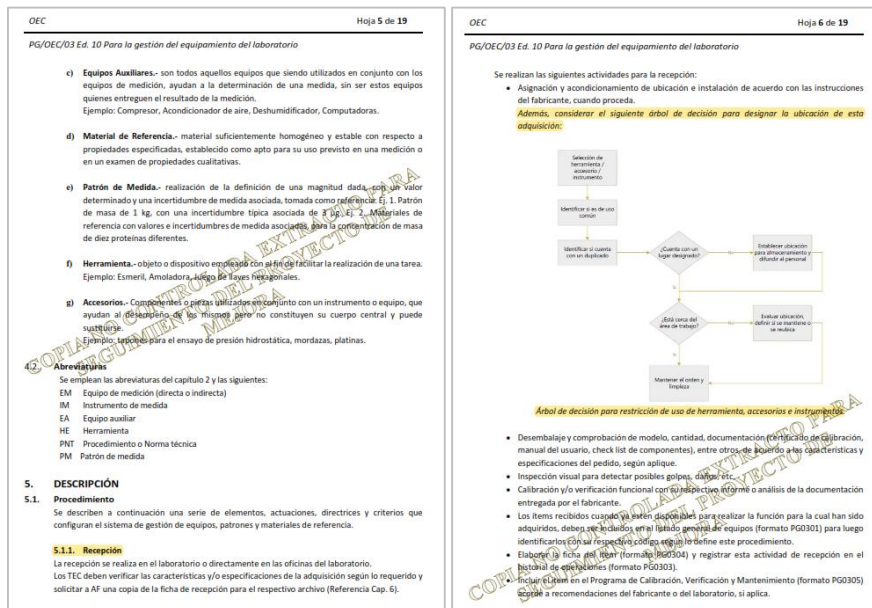 OEC Hoja 5 de 19
PG/OEC/03 Ed. 10 Para la gestión del equipamiento del laboratorio
c) Equipos Auxiliares.- son todos aquellos equipos que siendo utilizados en conjunto con los
equipos de medición, ayudan a la determinación de una medida, sin ser estos equipos
quienes entreguen el resultado de la medición.
Ejemplo: Compresor, Acondicionador de aire, Deshumidificador, Computadoras.
d) Material de Referencia.- material suficientemente homogéneo y estable con respecto a
propiedades especificadas, establecido como apto para su uso previsto en una medición o
en un examen de propiedades cualitativas.
e) Patrón de Medida.- realización de la definición de una magnitud dada, con un valor
determinado y una incertidumbre de medida asociada, tomada como referencia. Ej. 1. Patrón
de masa de 1 kg, con una incertidumbre típica asociada de 3 µg. Ej. 2. Materiales de
referencia con valores e incertidumbres de medida asociadas, para la concentración de masa
de diez proteínas diferentes.
f) Herramienta.- objeto o dispositivo empleado con el fin de facilitar la realización de una tarea.
Ejemplo: Esmeril, Amoladora, Juego de llaves hexagonales.
g) Accesorios.- Componentes o piezas utilizados en conjunto con un instrumento o equipo, que
ayudan al desempeño de los mismos pero no constituyen su cuerpo central y puede
sustituirse.
Ejemplo: tapones para el ensayo de presión hidrostática, mordazas, platinas.
COPIA NO CONTROLADA EXTRACTO PARA
SEGUIMIENTO DEL PROYECTO DE
MEJORA
4.2. Abreviaturas
Se emplean las abreviaturas del capítulo 2 y las siguientes:
EM Equipo de medición (directa o indirecta)
IM Instrumento de medida
EA Equipo auxiliar
HE Herramienta
PNT Procedimiento o Norma técnica
PM Patrón de medida
5. DESCRIPCIÓN
5.1. Procedimiento
Se describen a continuación una serie de elementos, actuaciones, directrices y criterios que
configuran el sistema de gestión de equipos, patrones y materiales de referencia.
5.1.1. Recepción
La recepción se realiza en el laboratorio o directamente en las oficinas del laboratorio.
Los TEC deben verificar las características y/o especificaciones de la adquisición según lo requerido y
solicitar a AF una copia de la ficha de recepción para el respectivo archivo (Referencia Cap. 6).
OEC Hoja 6 de 19
PG/OEC/03 Ed. 10 Para la gestión del equipamiento del laboratorio
Se realizan las siguientes actividades para la recepción:
• Asignación y acondicionamiento de ubicación e instalación de acuerdo con las instrucciones
del fabricante, cuando proceda.
Además, considerar el siguiente árbol de decisión para designar la ubicación de esta
adquisición:
Selección de
herramienta /
accesorio /
instrumento
Identificar si es de uso
común
Identificar si cuenta
con un duplicado
¿Cuenta con un
lugar designado?
No
Establecer ubicación
para almacenamiento y
difundir al personal
Si
¿Está cerca del
área de trabajo?
No
Evaluar ubicación,
definir si se mantiene o
se reubica
Si
Mantener el orden y
limpieza
Árbol de decisión para restricción de uso de herramienta, accesorios e instrumentos.
• Desembalaje y comprobación de modelo, cantidad, documentación (certificado de calibración,
manual del usuario, check list de componentes), entre otros, de acuerdo a las características y
especificaciones del pedido, según aplique.
• Inspección visual para detectar posibles golpes, daños, etc.
• Calibración y/o verificación funcional con su respectivo informe o análisis de la documentación
entregada por el fabricante.
• Los ítems recibidos cuando ya estén disponibles para realizar la función para la cual han sido
adquiridos, deben ser incluidos en el listado general de equipos (formato PG0301) para luego
identificarlos con su respectivo código según lo define este procedimiento.
• Elaborar la ficha del ítem (formato PG0304) y registrar esta actividad de recepción en el
historial de operaciones (formato PG0303).
• Incluir el ítem en el Programa de Calibración, Verificación y Mantenimiento (formato PG0305)
acorde a recomendaciones del fabricante o del laboratorio, si aplica.
COPIA NO CONTROLADA EXTRACTO PARA
SEGUIMIENTO DEL PROYECTO DE
MEJORA